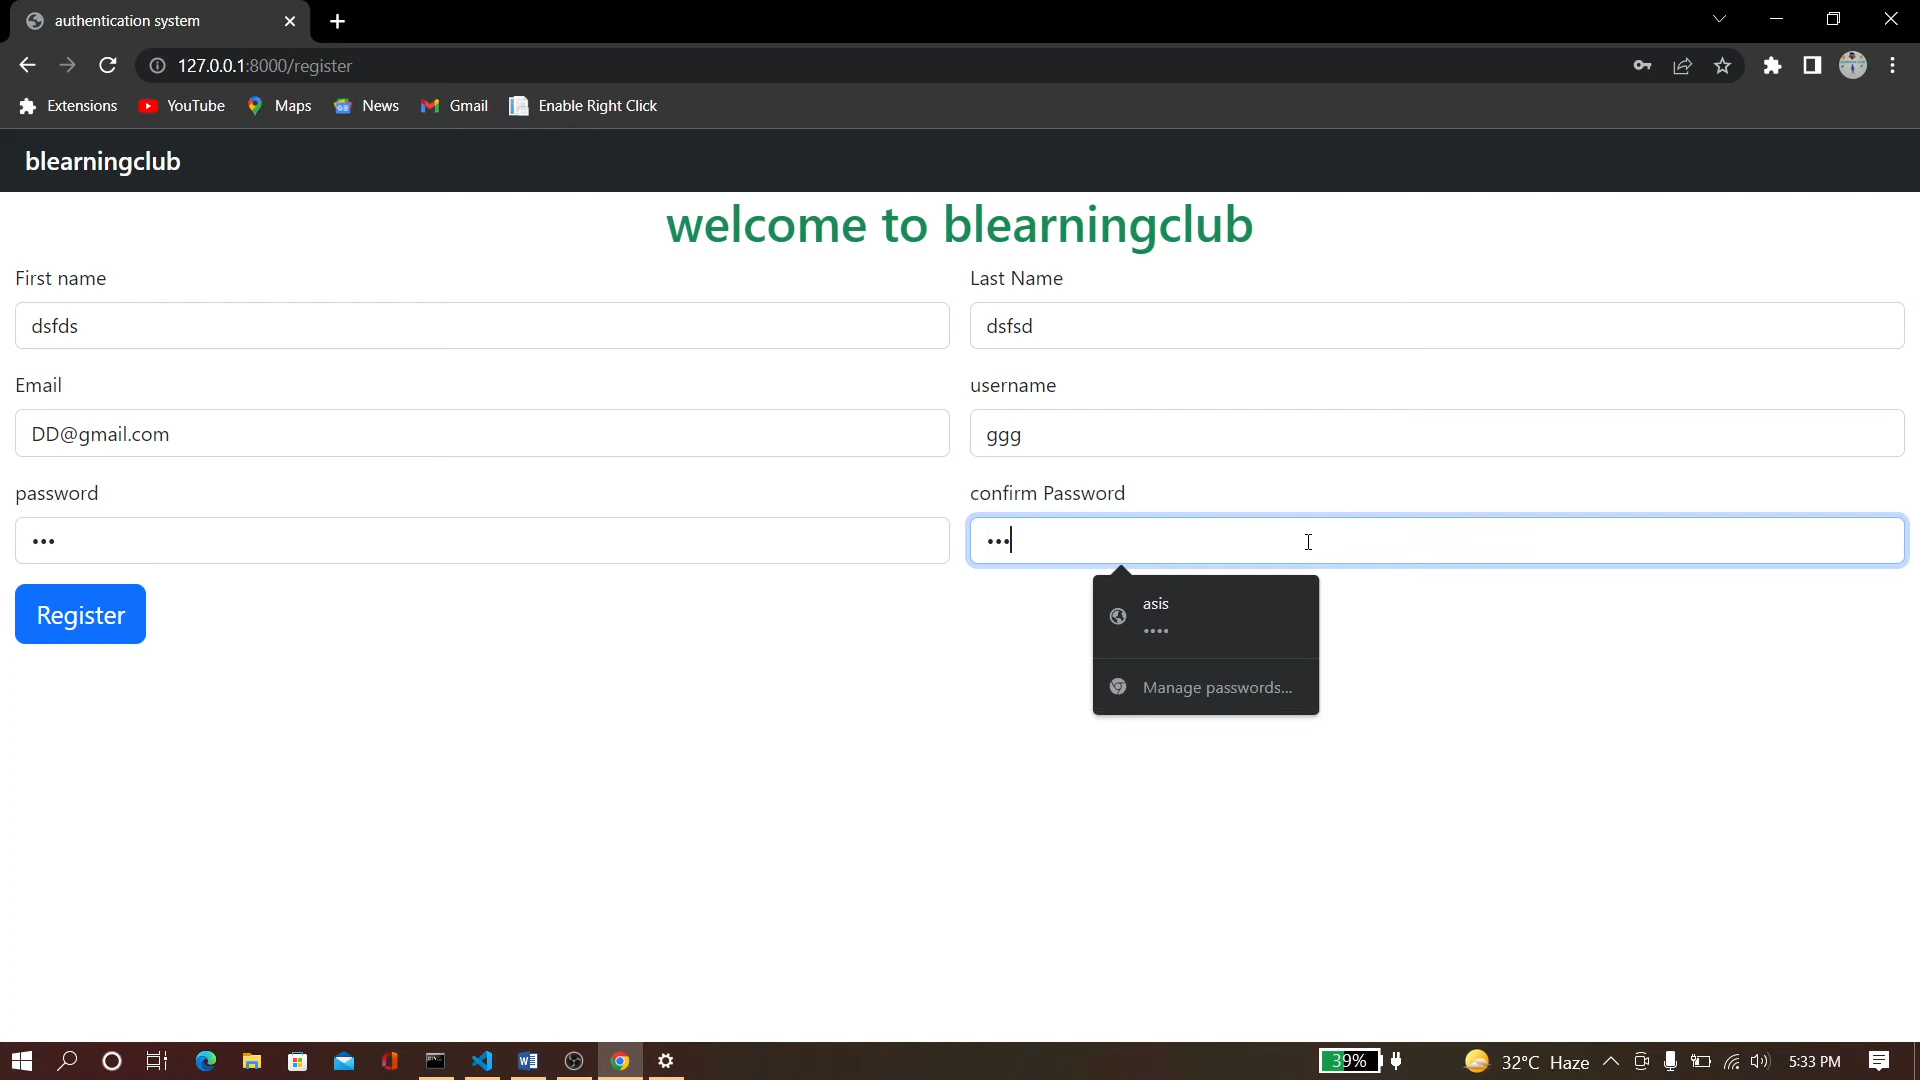 authentication system
127.0.0.1:8000/register
Extensions YouTube Maps News Gmail Enable Right Click
blearningclub
welcome to blearningclub
First name Last Name
dsfds dsfsd
Email username
DD@gmail.com ggg
password confirm Password
••• •••
Register
asis
••••
Manage passwords...
39% 32°C Haze 5:33 PM